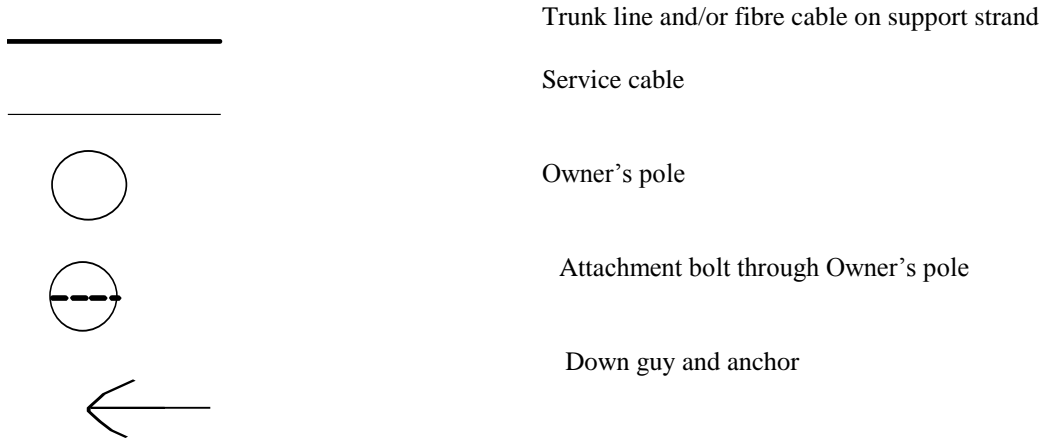 Trunk line and/or fibre cable on support strand
Service cable
Owner’s pole
Attachment bolt through Owner’s pole
Down guy and anchor